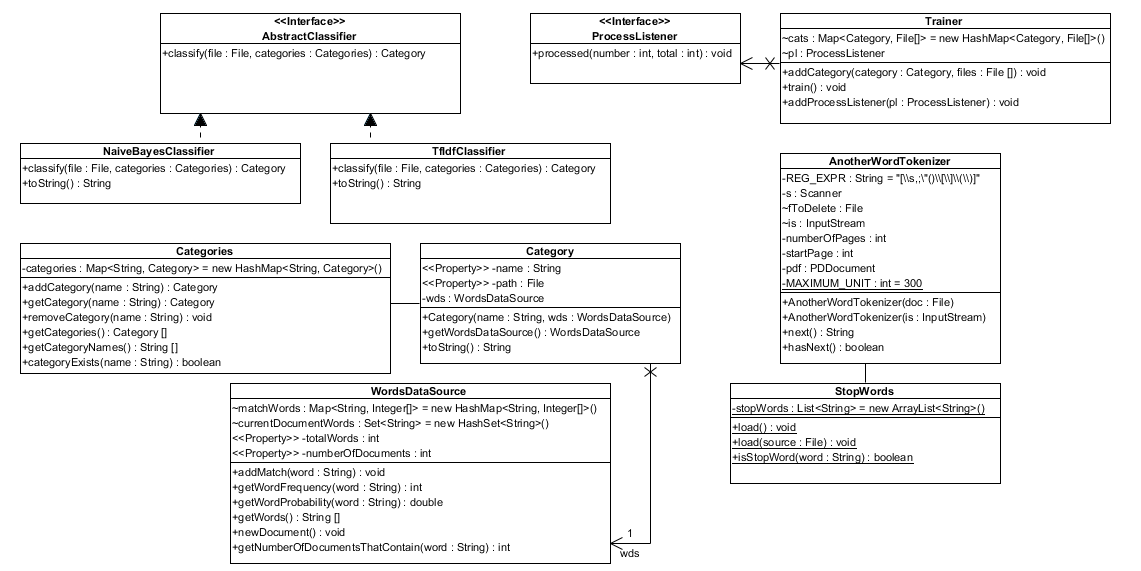 <<Interface>>
AbstractClassifier
+classify(file : File, categories : Categories) : Category
<<Interface>>
ProcessListener
+processed(number : int, total : int) : void
Trainer
~cats : Map<Category, File[]> = new HashMap<Category, File[]>()
~pl : ProcessListener
+addCategory(category : Category, files : File []) : void
+train() : void
+addProcessListener(pl : ProcessListener) : void
NaiveBayesClassifier
+classify(file : File, categories : Categories) : Category
+toString() : String
TfIdfClassifier
+classify(file : File, categories : Categories) : Category
+toString() : String
AnotherWordTokenizer
-REG_EXPR : String = "[\\s,;\"()\\[\\]\\(\\)]"
-s : Scanner
~fToDelete : File
~is : InputStream
-numberOfPages : int
-startPage : int
-pdf : PDDocument
-MAXIMUM_UNIT : int = 300
+AnotherWordTokenizer(doc : File)
+AnotherWordTokenizer(is : InputStream)
+next() : String
+hasNext() : boolean
Categories
-categories : Map<String, Category> = new HashMap<String, Category>()
+addCategory(name : String) : Category
+getCategory(name : String) : Category
+removeCategory(name : String) : void
+getCategories() : Category []
+getCategoryNames() : String []
+categoryExists(name : String) : boolean
Category
<<Property>> -name : String
<<Property>> -path : File
-wds : WordsDataSource
+Category(name : String, wds : WordsDataSource)
+getWordsDataSource() : WordsDataSource
+toString() : String
WordsDataSource
~matchWords : Map<String, Integer[]> = new HashMap<String, Integer[]>()
~currentDocumentWords : Set<String> = new HashSet<String>()
<<Property>> -totalWords : int
<<Property>> -numberOfDocuments : int
+addMatch(word : String) : void
+getWordFrequency(word : String) : int
+getWordProbability(word : String) : double
+getWords() : String []
+newDocument() : void
+getNumberOfDocumentsThatContain(word : String) : int
1
wds
StopWords
-stopWords : List<String> = new ArrayList<String>()
+load() : void
+load(source : File) : void
+isStopWord(word : String) : boolean